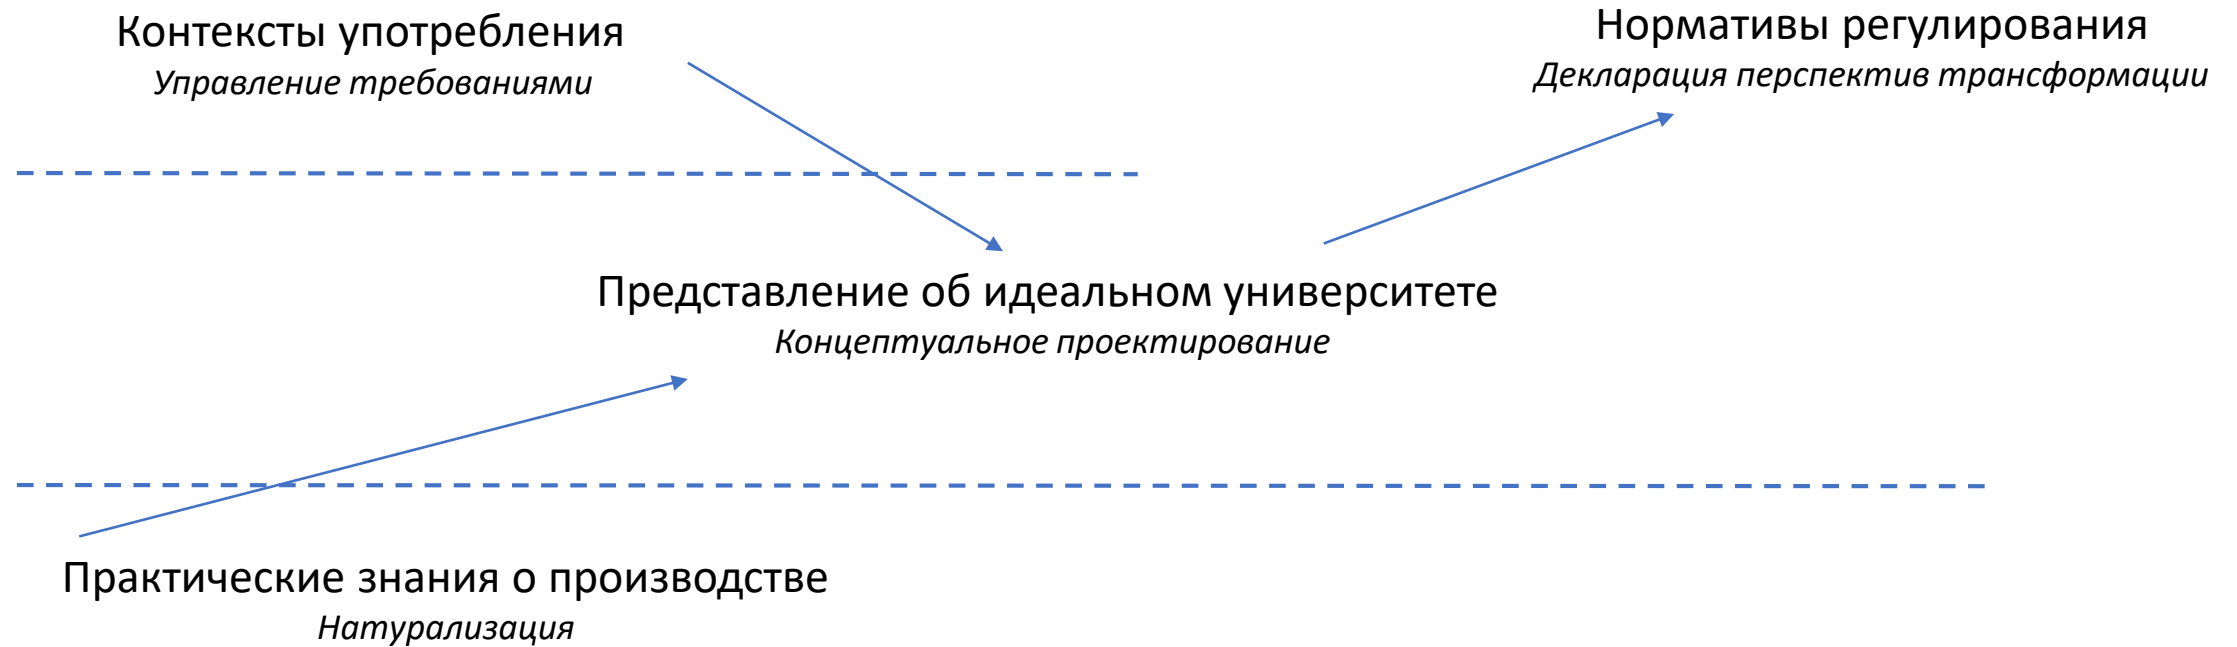 Контексты употребления
Управление требованиями
Нормативы регулирования
Декларация перспектив трансформации
Представление об идеальном университете
Концептуальное проектирование
Практические знания о производстве
Натурализация